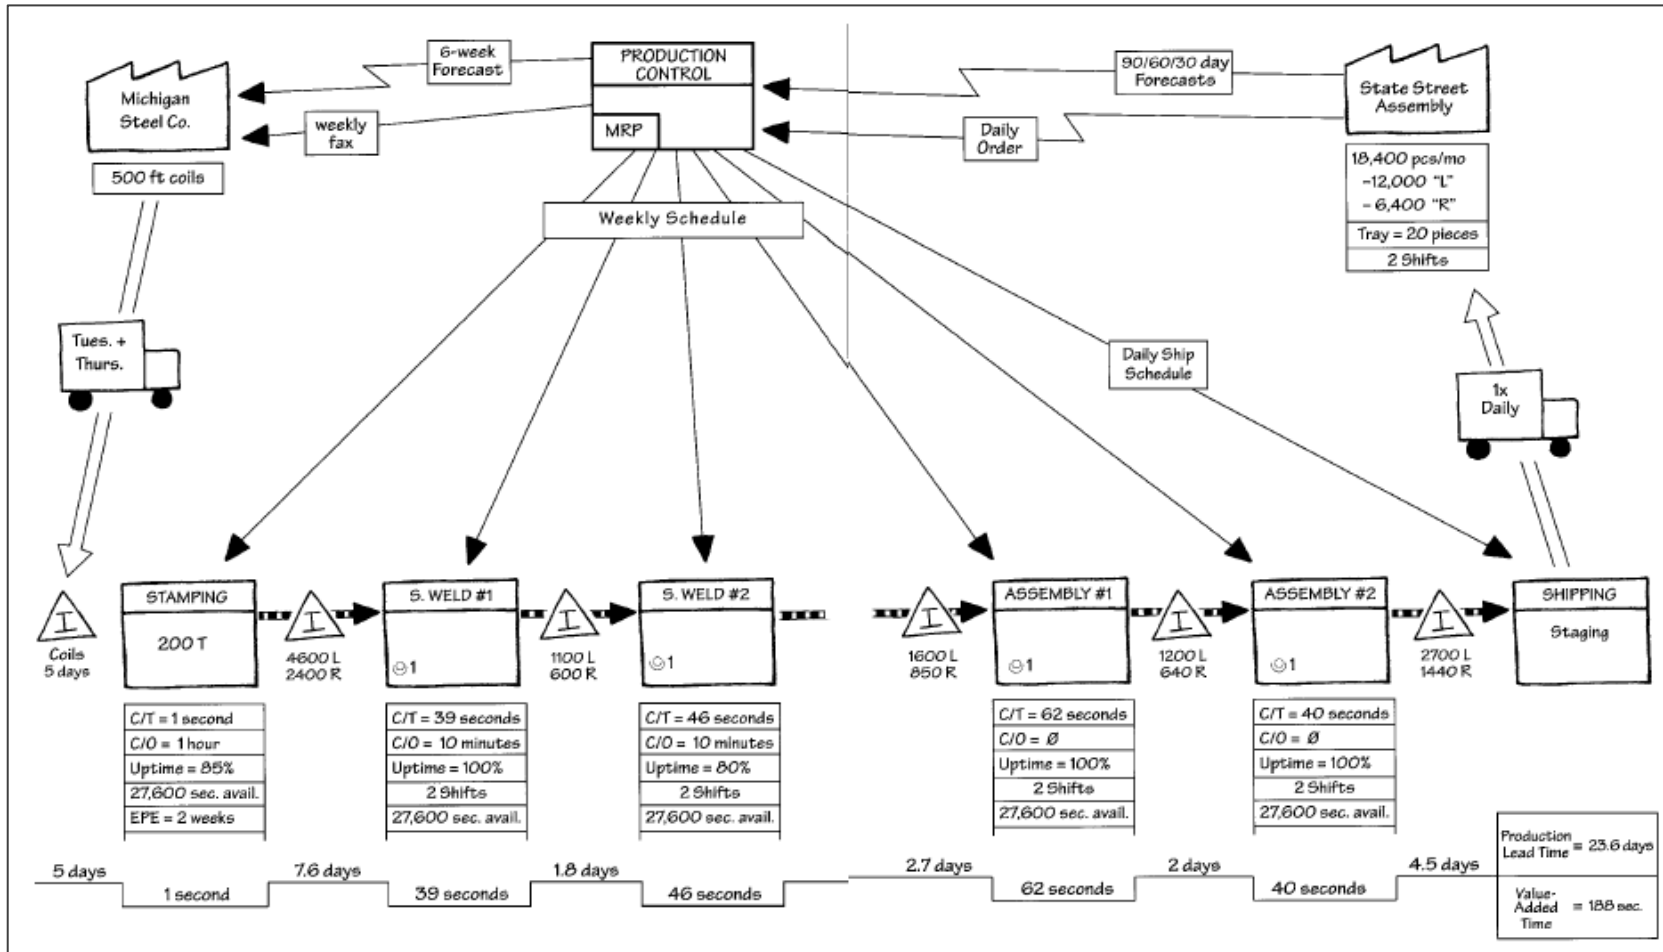 6-week
Forecast
PRODUCTION
CONTROL
MRP
90/60/30 day
Forecasts
State Street
Assembly
Michigan
Steel Co.
weekly
fax
Daily
Order
500 ft coils
18,400 pcs/mo
-12,000 "L"
- 6,400 "R"
Tray = 20 pieces
2 Shifts
Weekly Schedule
Tues. +
Thurs.
Daily Ship
Schedule
1x
Daily
I
Coils
5 days
STAMPING
200 T
I
4600 L
2400 R
S. WELD #1
1
I
1100 L
600 R
S. WELD #2
1
I
1600 L
850 R
ASSEMBLY #1
1
I
1200 L
640 R
ASSEMBLY #2
1
I
2700 L
1440 R
SHIPPING
Staging
C/T = 1 second
C/O = 1 hour
Uptime = 85%
27,600 sec. avail.
EPE = 2 weeks
C/T = 39 seconds
C/O = 10 minutes
Uptime = 100%
2 Shifts
27,600 sec. avail.
C/T = 46 seconds
C/O = 10 minutes
Uptime = 80%
2 Shifts
27,600 sec. avail.
C/T = 62 seconds
C/O = Ø
Uptime = 100%
2 Shifts
27,600 sec. avail.
C/T = 40 seconds
C/O = Ø
Uptime = 100%
2 Shifts
27,600 sec. avail.
5 days
1 second
7.6 days
39 seconds
1.8 days
46 seconds
2.7 days
62 seconds
2 days
40 seconds
4.5 days
Production
Lead Time = 23.6 days
Value-
Added = 188 sec.
Time